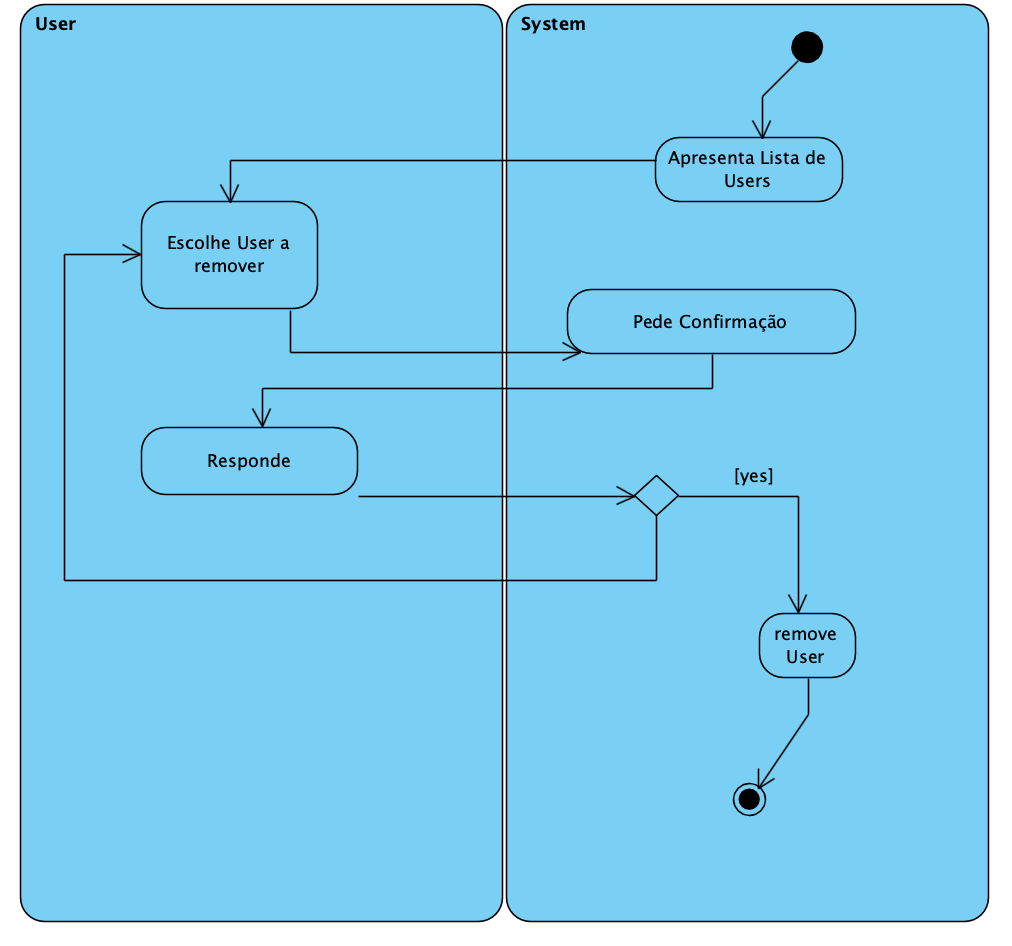 User
System
Apresenta Lista de
Users
Escolhe User a
remover
Pede Confirmação
Responde
[yes]
remove
User